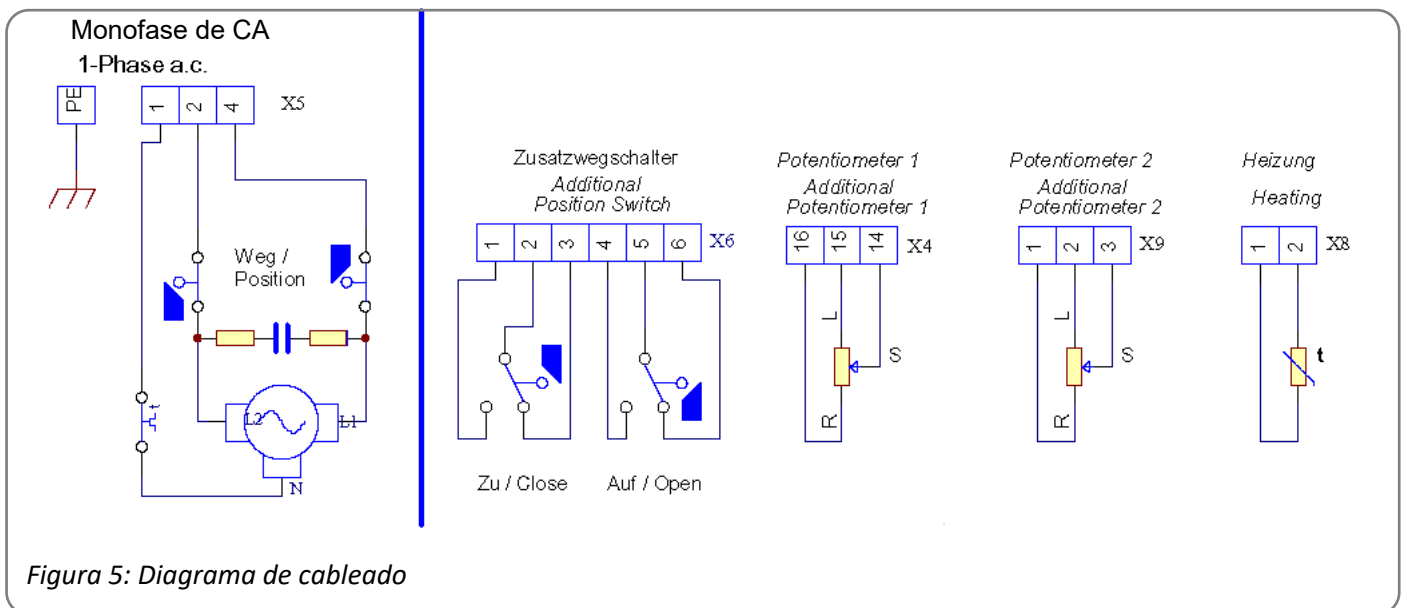 Monofase de CA
1-Phase a.c.
PE
1 2 4 X5
Weg /
Position
t
L2 L1
N
Zusatzwegschalter
Additional
Position Switch
1 2 3 4 5 6 X6
Zu / Close Auf / Open
Potentiometer 1
Additional
Potentiometer 1
16 15 14 X4
L
S
R
Potentiometer 2
Additional
Potentiometer 2
1 2 3 X9
L
S
R
Heizung
Heating
1 2 X8
t
Figura 5: Diagrama de cableado